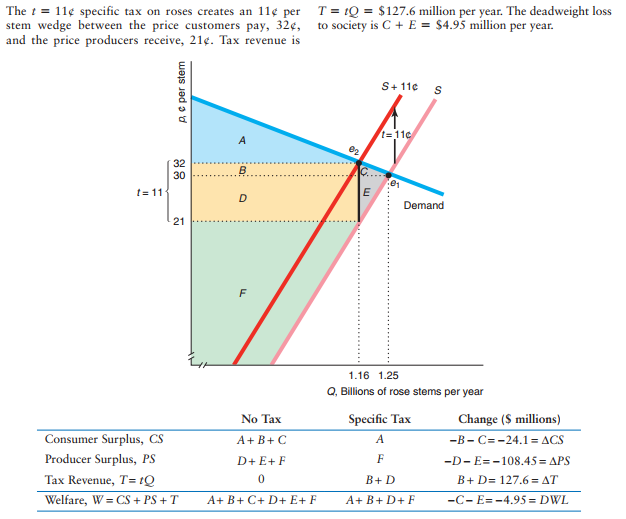 The t = 11¢ specific tax on roses creates an 11¢ per
stem wedge between the price customers pay, 32¢,
and the price producers receive, 21¢. Tax revenue is
T = tQ = $127.6 million per year. The deadweight loss
to society is C + E = $4.95 million per year.
p, ¢ per stem
S + 11¢
S
t = 11¢
A
e2
32
B
C
30
e1
t = 11
D
E
Demand
21
F
1.16 1.25
Q, Billions of rose stems per year
No Tax Specific Tax Change ($ millions)
Consumer Surplus, CS A + B + C A −B − C = −24.1 = ΔCS
Producer Surplus, PS D + E + F F −D − E = −108.45 = ΔPS
Tax Revenue, T = tQ 0 B + D B + D = 127.6 = ΔT
Welfare, W = CS + PS + T A + B + C + D + E + F A + B + D + F −C − E = −4.95 = DWL